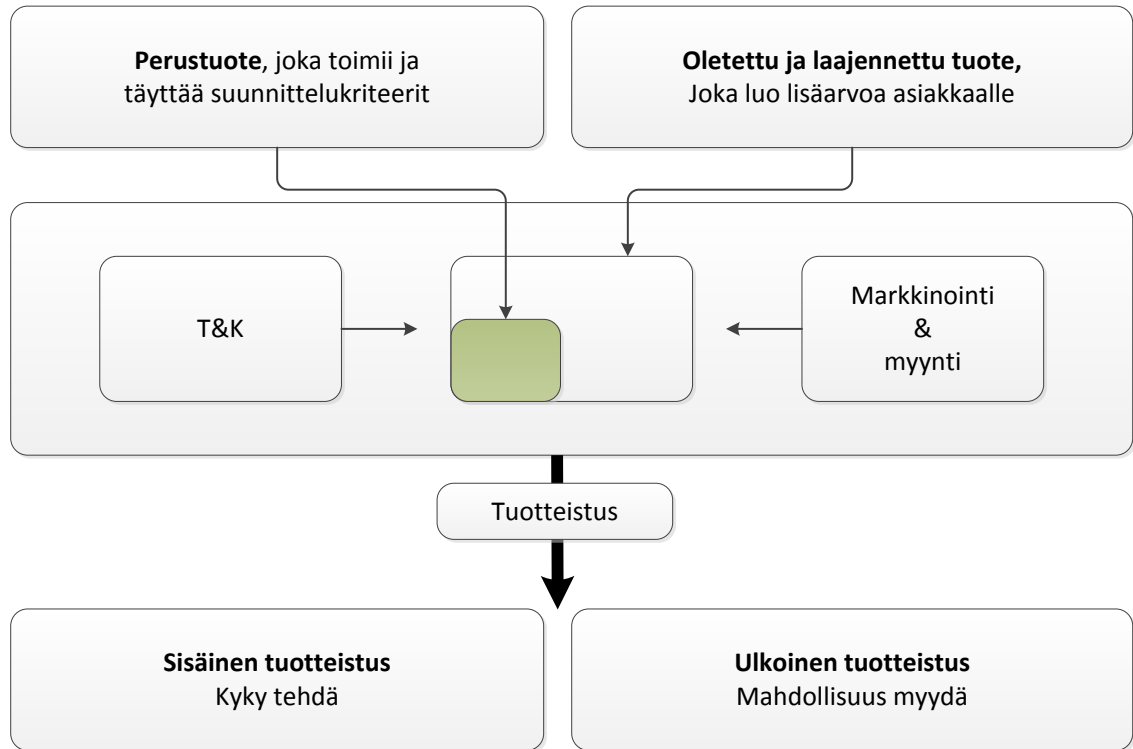 Perustuote, joka toimii ja
täyttää suunnittelukriteerit
Oletettu ja laajennettu tuote,
Joka luo lisäarvoa asiakkaalle
T&K
Markkinointi
&
myynti
Tuotteistus
Sisäinen tuotteistus
Kyky tehdä
Ulkoinen tuotteistus
Mahdollisuus myydä